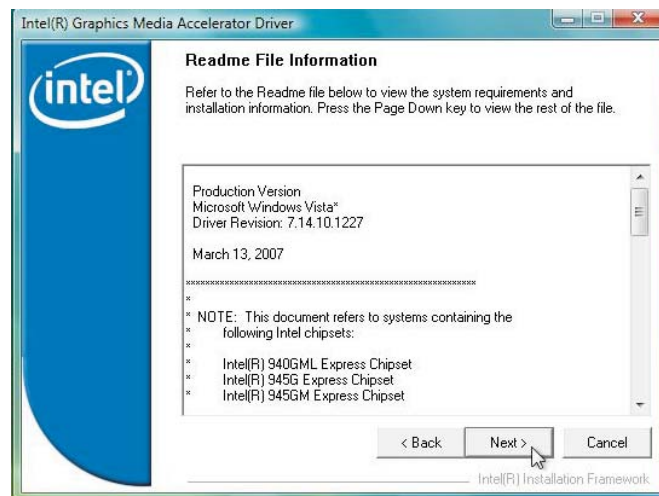 Intel(R) Graphics Media Accelerator Driver
intel
Readme File Information
Refer to the Readme file below to view the system requirements and
installation information. Press the Page Down key to view the rest of the file.
Production Version
Microsoft Windows Vista*
Driver Revision: 7.14.10.1227
March 13, 2007
********************************************************************
*
* NOTE: This document refers to systems containing the
* following Intel chipsets:
*
* Intel(R) 940GML Express Chipset
* Intel(R) 945G Express Chipset
* Intel(R) 945GM Express Chipset
< Back Next > Cancel
Intel(R) Installation Framework